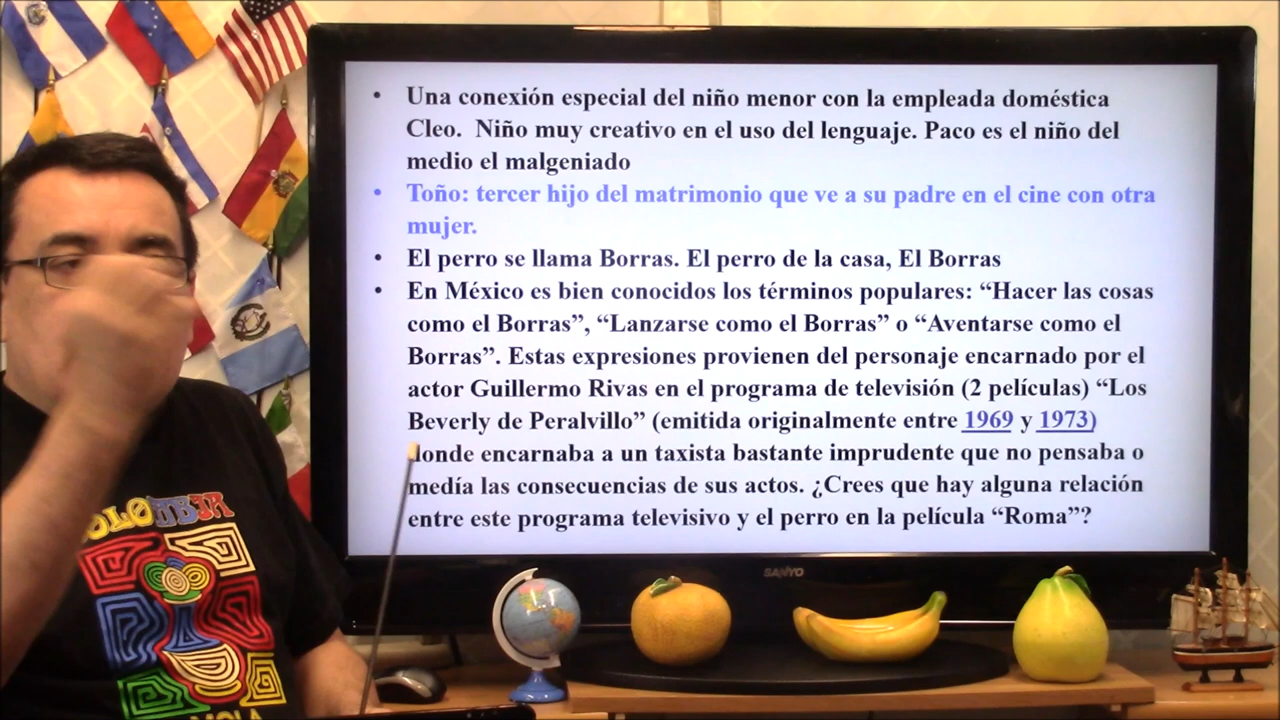 • Una conexión especial del niño menor con la empleada doméstica
Cleo. Niño muy creativo en el uso del lenguaje. Paco es el niño del
medio el malgeniado
• Toño: tercer hijo del matrimonio que ve a su padre en el cine con otra
mujer.
• El perro se llama Borras. El perro de la casa, El Borras
• En México es bien conocidos los términos populares: “Hacer las cosas
como el Borras”, “Lanzarse como el Borras” o “Aventarse como el
Borras”. Estas expresiones provienen del personaje encarnado por el
actor Guillermo Rivas en el programa de televisión (2 películas) “Los
Beverly de Peralvillo” (emitida originalmente entre 1969 y 1973)
donde encarnaba a un taxista bastante imprudente que no pensaba o
medía las consecuencias de sus actos. ¿Crees que hay alguna relación
entre este programa televisivo y el perro en la película “Roma”?
SANYO
COLOMBIA
MOLA